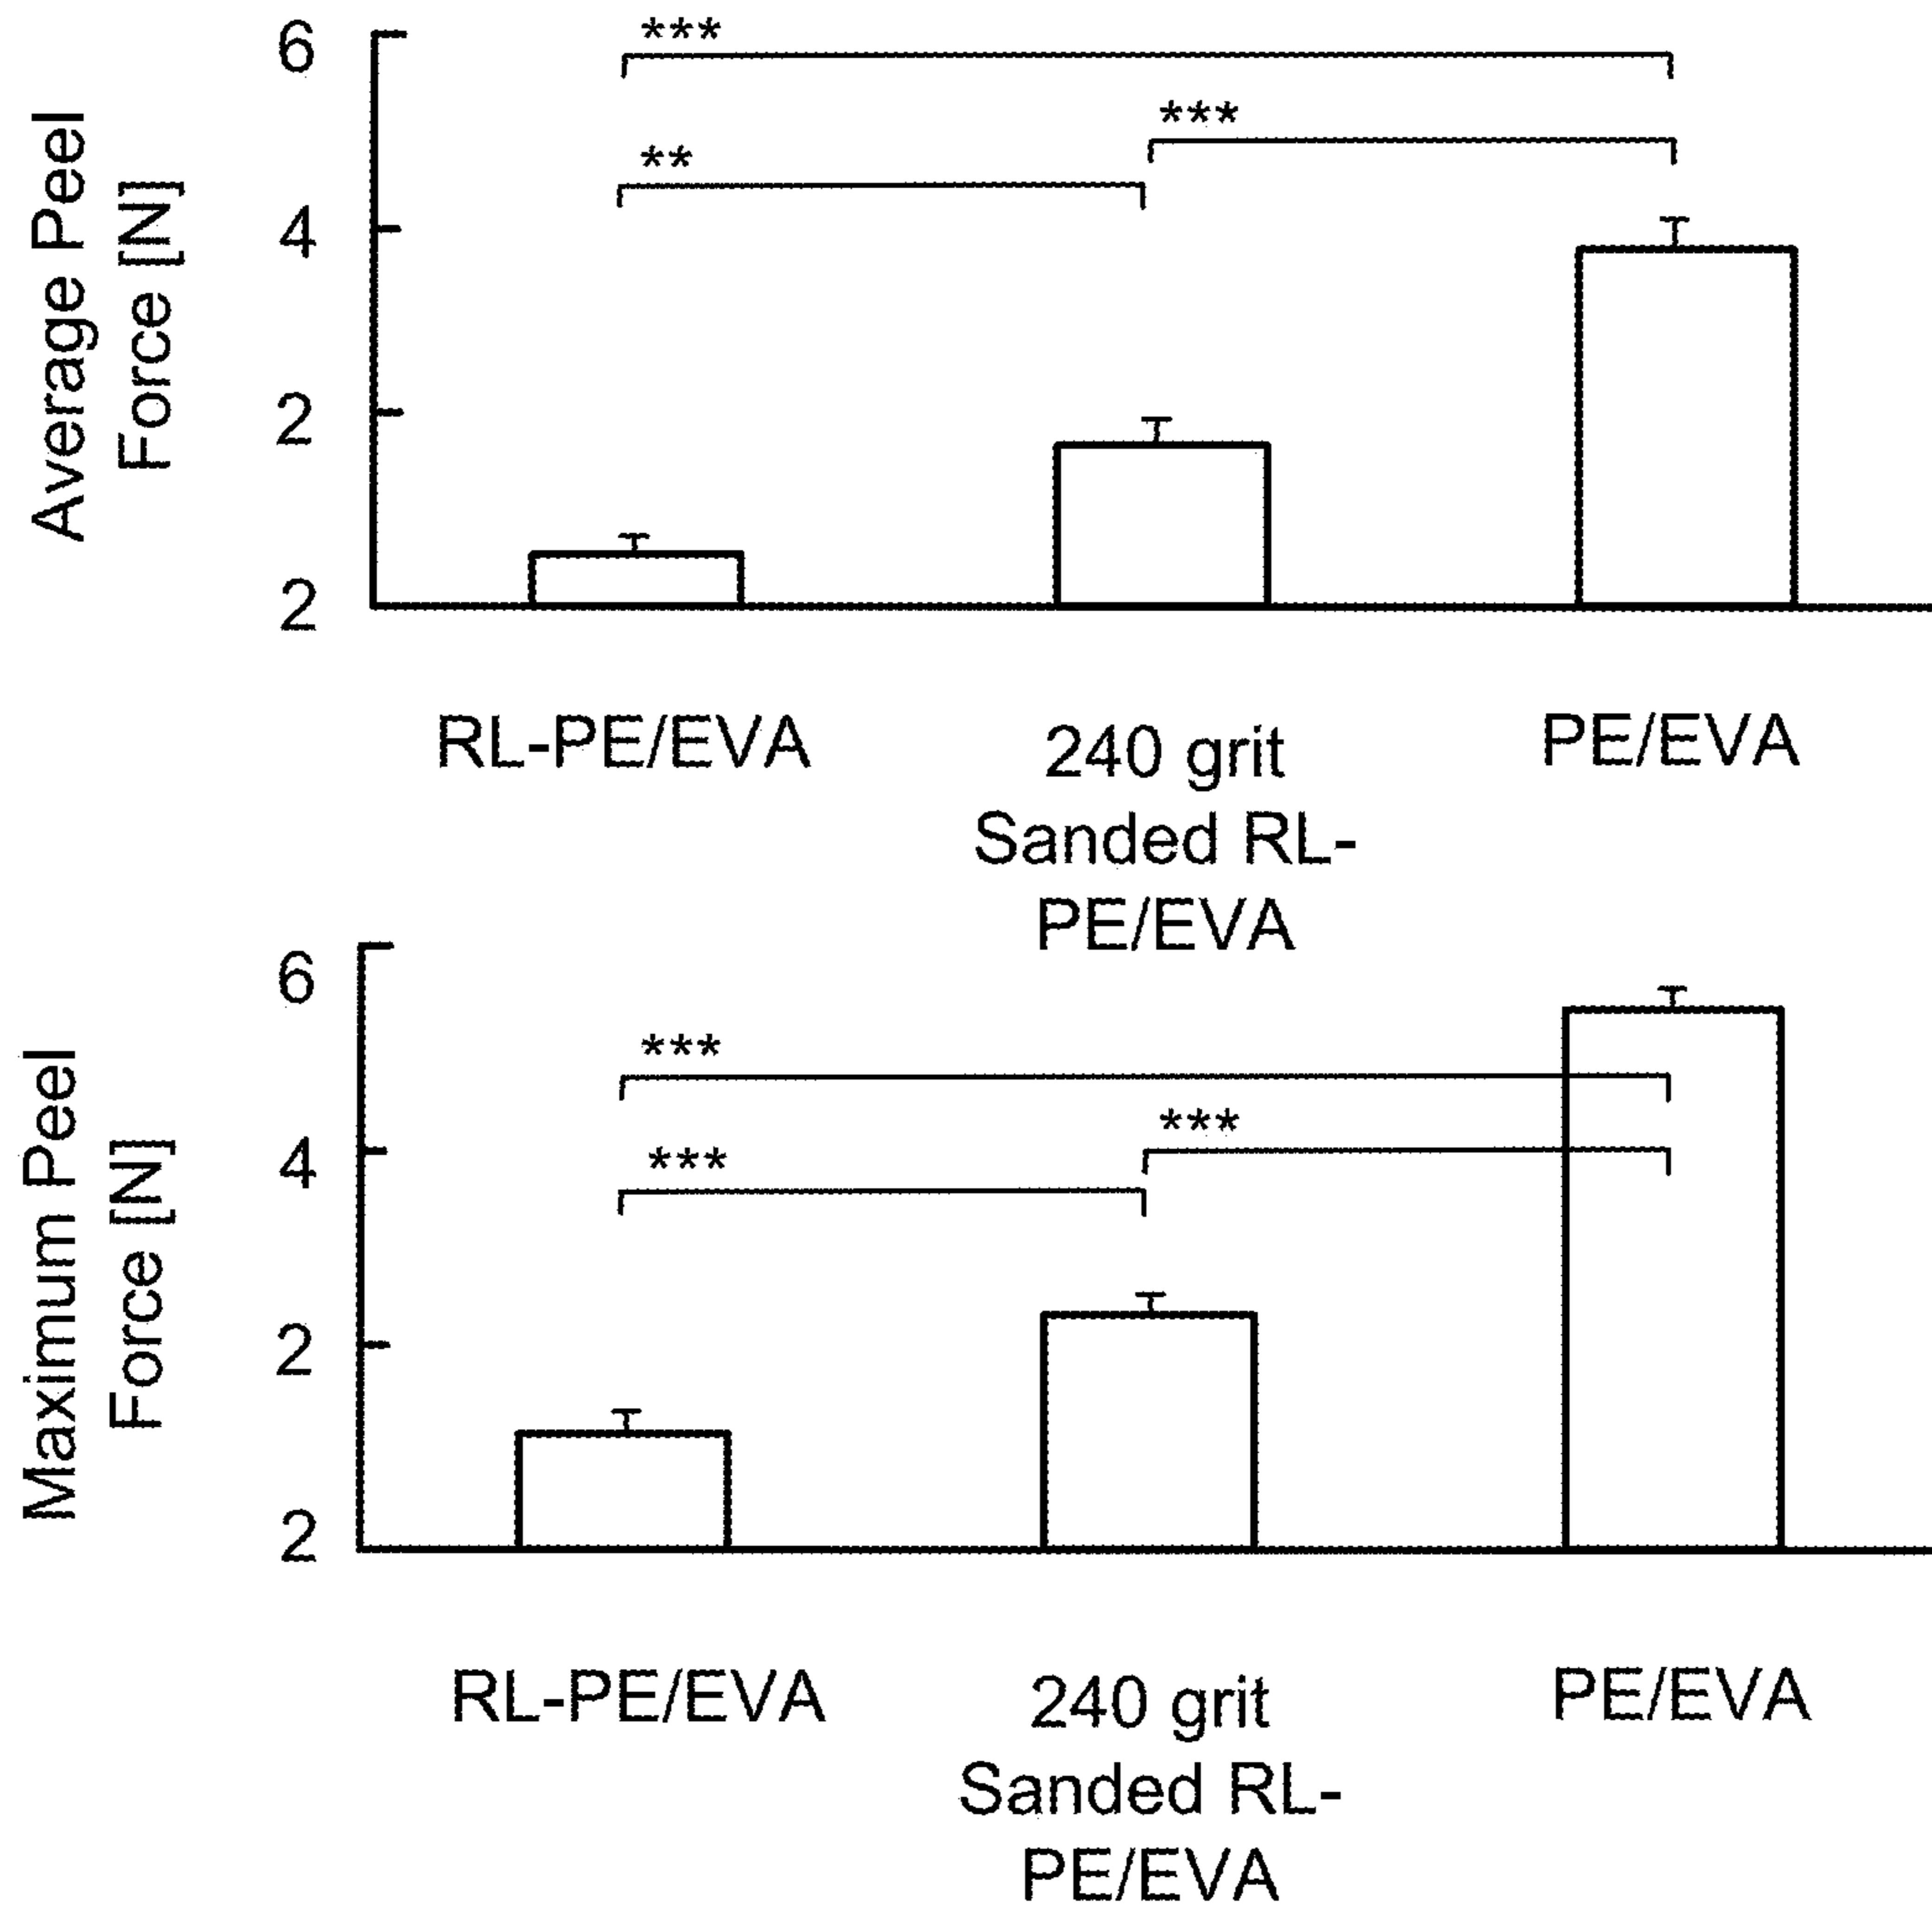 Average Peel
Force [N]
6
4
2
2
***
***
**
RL-PE/EVA
240 grit
Sanded RL-
PE/EVA
PE/EVA
Maximum Peel
Force [N]
6
4
2
2
***
***
***
RL-PE/EVA
240 grit
Sanded RL-
PE/EVA
PE/EVA